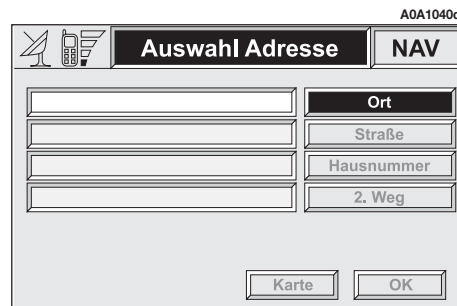 A0A1040c
Auswahl Adresse NAV
Ort
Straße
Hausnummer
2. Weg
Karte OK